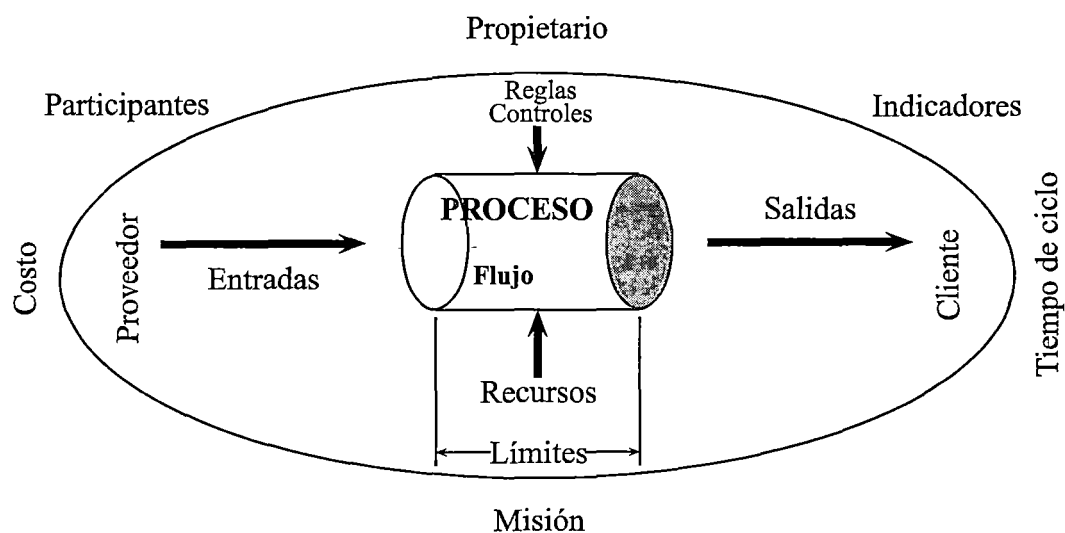 Propietario
Participantes
Reglas
Controles
Indicadores
Costo
Proveedor
Entradas
PROCESO
Flujo
Salidas
Cliente
Tiempo de ciclo
Recursos
Límites
Misión